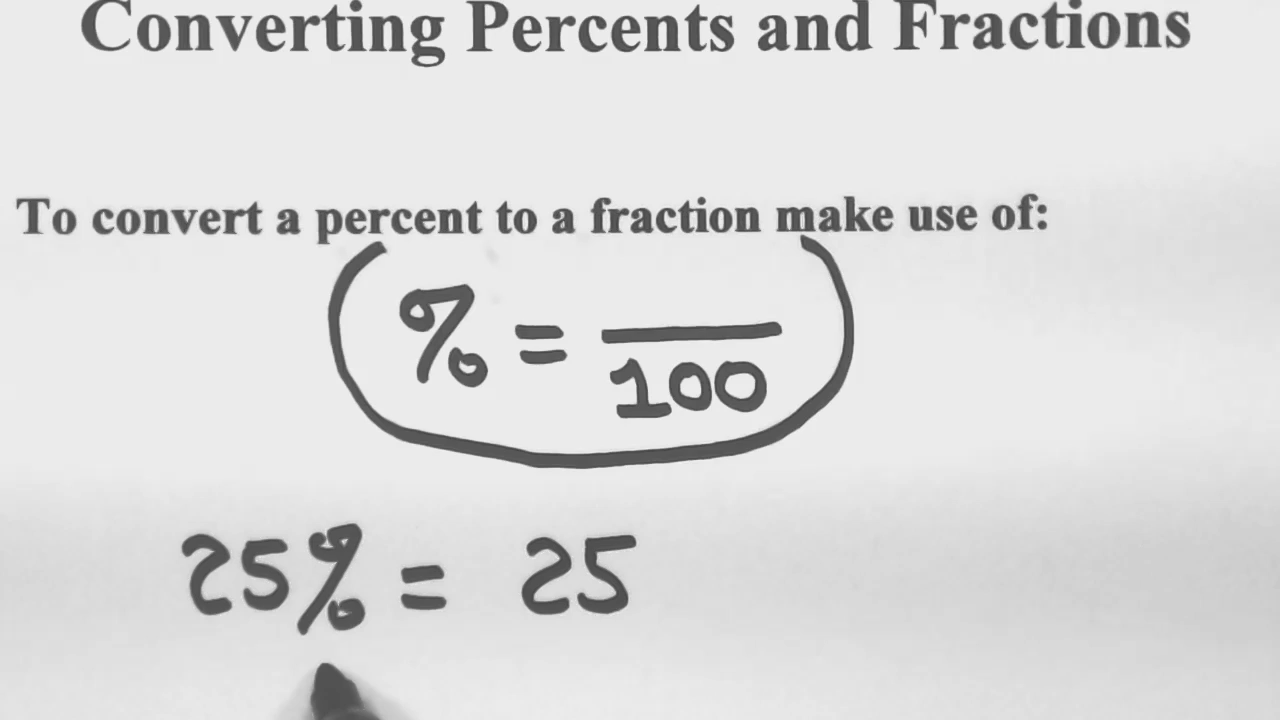 Converting Percents and Fractions
To convert a percent to a fraction make use of:
% = —
100
25% = 25